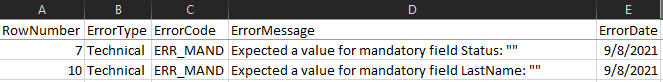 A B C D E
RowNumber ErrorType ErrorCode ErrorMessage ErrorDate
7 Technical ERR_MAND Expected a value for mandatory field Status: "" 9/8/2021
10 Technical ERR_MAND Expected a value for mandatory field LastName: "" 9/8/2021